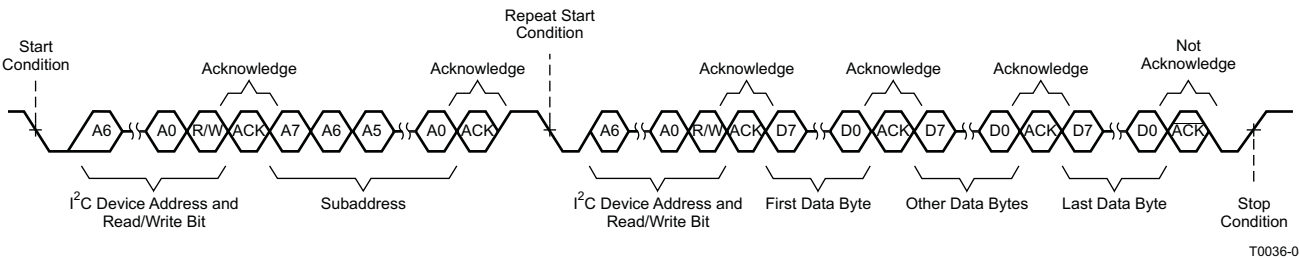 Start
Condition
Repeat Start
Condition
Not
Acknowledge
Acknowledge Acknowledge Acknowledge Acknowledge Acknowledge
A6 A0 R/W ACK A7 A6 A5 A0 ACK A6 A0 R/W ACK D7 D0 ACK D7 D0 ACK D7 D0 ACK
I²C Device Address and
Read/Write Bit
Subaddress
I²C Device Address and
Read/Write Bit
First Data Byte
Other Data Bytes
Last Data Byte
Stop
Condition
T0036-0